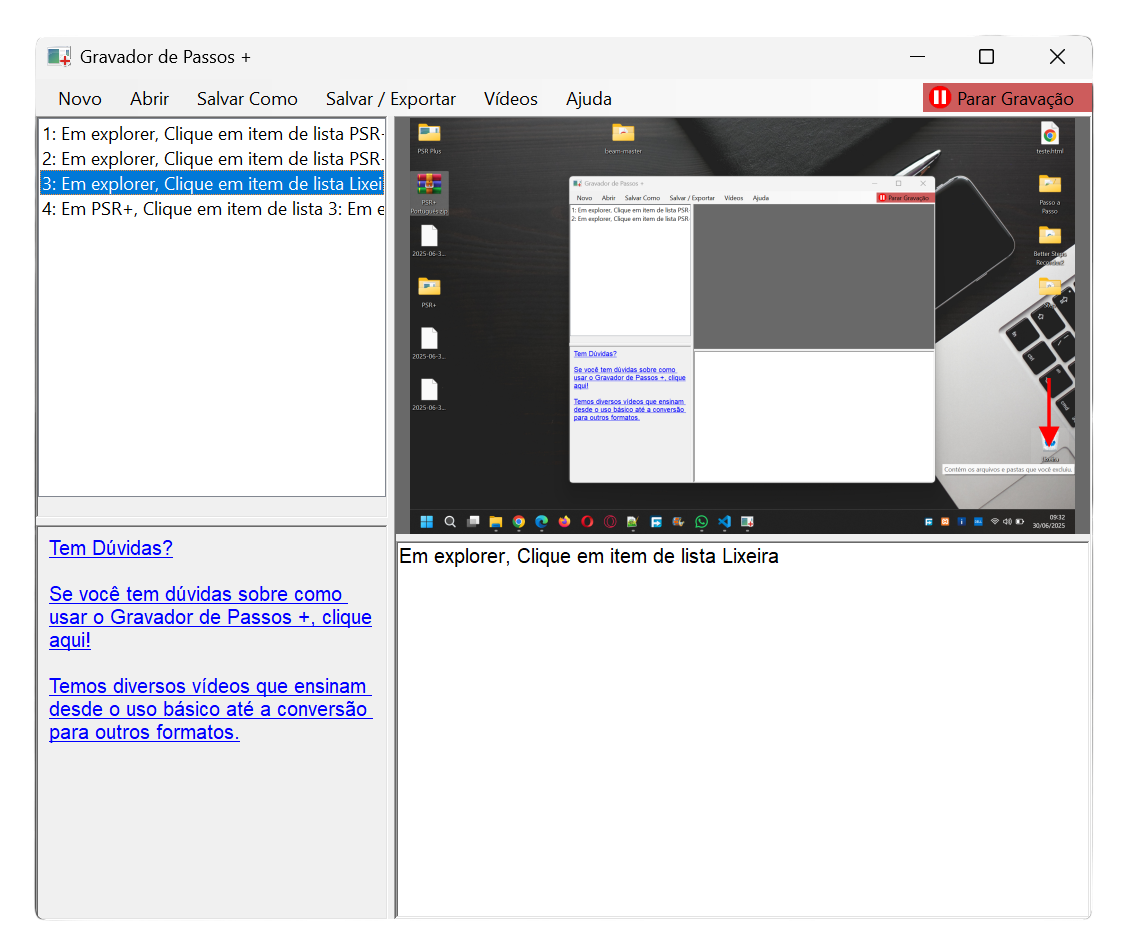 Gravador de Passos +
Novo Abrir Salvar Como Salvar / Exportar Vídeos Ajuda
Parar Gravação
1: Em explorer, Clique em item de lista PSR
2: Em explorer, Clique em item de lista PSR
3: Em explorer, Clique em item de lista Lixei
4: Em PSR+, Clique em item de lista 3: Em e
PSR Plus
beam-master
teste.html
PSR+
Portugues.zip
Passo a
Passo
2025-06-3...
Better Steps
PSR+
2025-06-3...
2025-06-3...
Gravador de Passos +
Novo Abrir Salvar Como Salvar / Exportar Vídeos Ajuda
Parar Gravação
1: Em explorer, Clique em item de lista PSR
2: Em explorer, Clique em item de lista PSR
Tem Dúvidas?
Se você tem dúvidas sobre como
usar o Gravador de Passos +, clique
aqui!
Temos diversos vídeos que ensinam
desde o uso básico até a conversão
para outros formatos.
Lixeira
Contém os arquivos e pastas que você excluiu.
09:32
30/06/2025
Tem Dúvidas?
Se você tem dúvidas sobre como
usar o Gravador de Passos +, clique
aqui!
Temos diversos vídeos que ensinam
desde o uso básico até a conversão
para outros formatos.
Em explorer, Clique em item de lista Lixeira